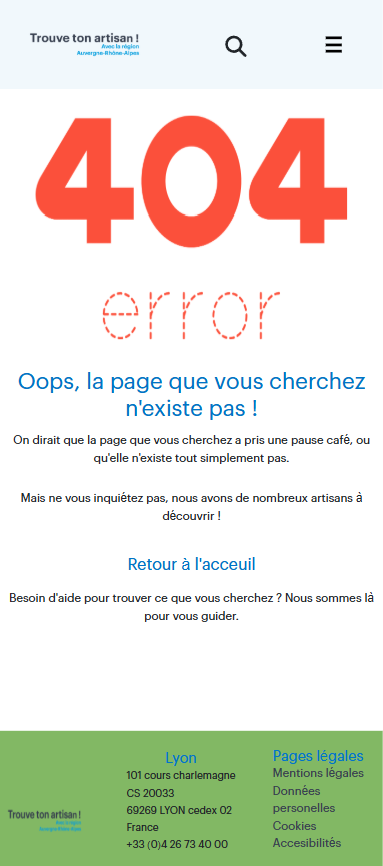 Trouve ton artisan !
Avec la région
Auvergne-Rhône-Alpes
404
error
Oops, la page que vous cherchez
n'existe pas !
On dirait que la page que vous cherchez a pris une pause café, ou
qu'elle n'existe tout simplement pas.
Mais ne vous inquiétez pas, nous avons de nombreux artisans à
découvrir !
Retour à l'acceuil
Besoin d'aide pour trouver ce que vous cherchez ? Nous sommes là
pour vous guider.
Trouve ton artisan !
Avec la région
Auvergne-Rhône-Alpes
Lyon
101 cours charlemagne
CS 20033
69269 LYON cedex 02
France
+33 (0)4 26 73 40 00
Pages légales
Mentions légales
Données
personelles
Cookies
Accesibilités